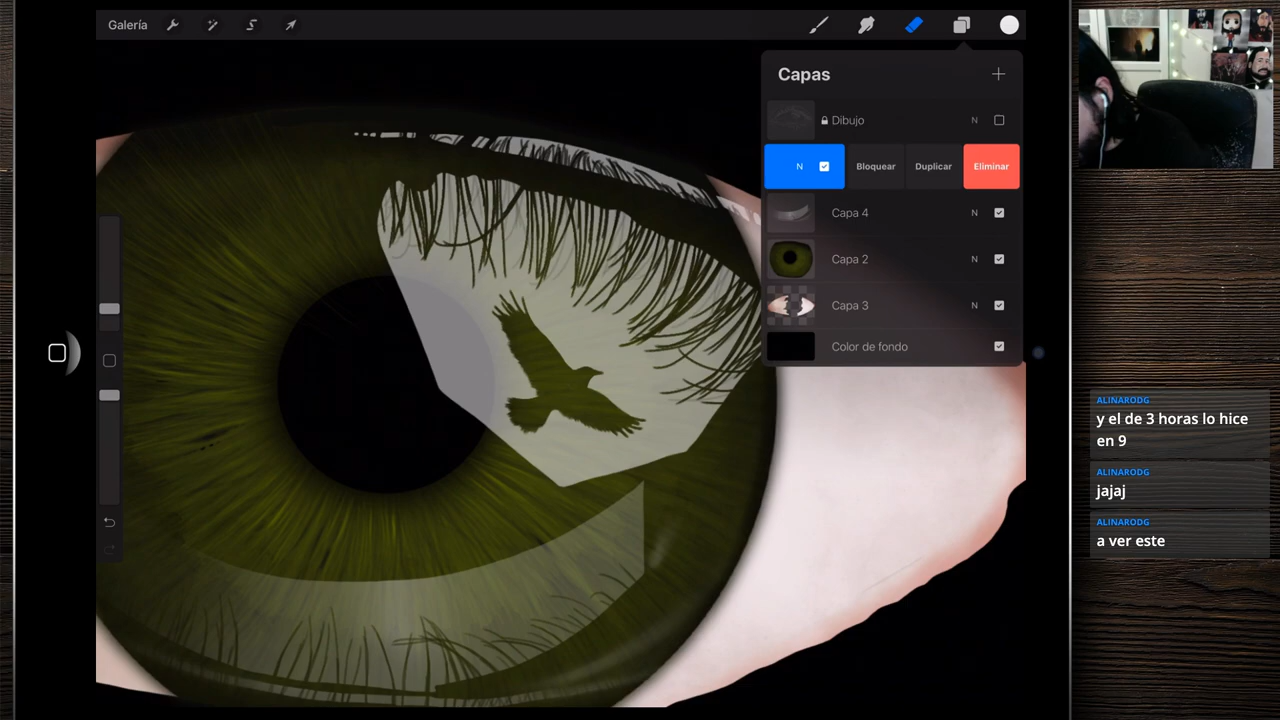 Galería
Capas
Dibujo
N
N
Bloquear
Duplicar
Eliminar
Capa 4
N
Capa 2
N
Capa 3
N
Color de fondo
ALINARODG
y el de 3 horas lo hice
en 9
ALINARODG
jajaj
ALINARODG
a ver este